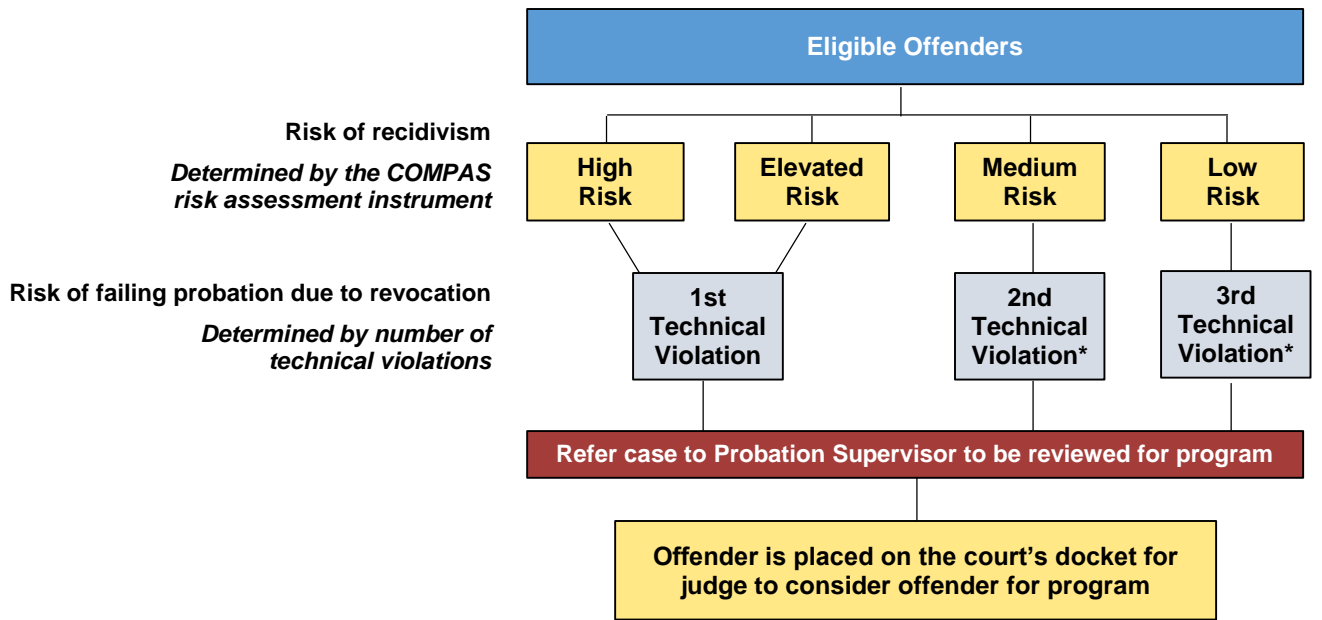 Eligible Offenders
Risk of recidivism
Determined by the COMPAS
risk assessment instrument
High
Risk
Elevated
Risk
Medium
Risk
Low
Risk
Risk of failing probation due to revocation
Determined by number of
technical violations
1st
Technical
Violation
2nd
Technical
Violation*
3rd
Technical
Violation*
Refer case to Probation Supervisor to be reviewed for program
Offender is placed on the court’s docket for
judge to consider offender for program